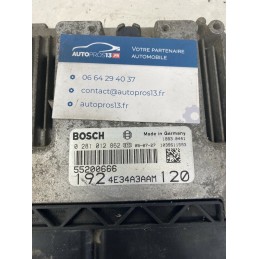 AUTOPROS13.FR
VOTRE PARTENAIRE
AUTOMOBILE
06 64 29 40 37
contact@autopros13.fr
autopros13.fr
BOSCH
Made in Germany
0 281 012 952
55200666
192 4E34A3AAM 120